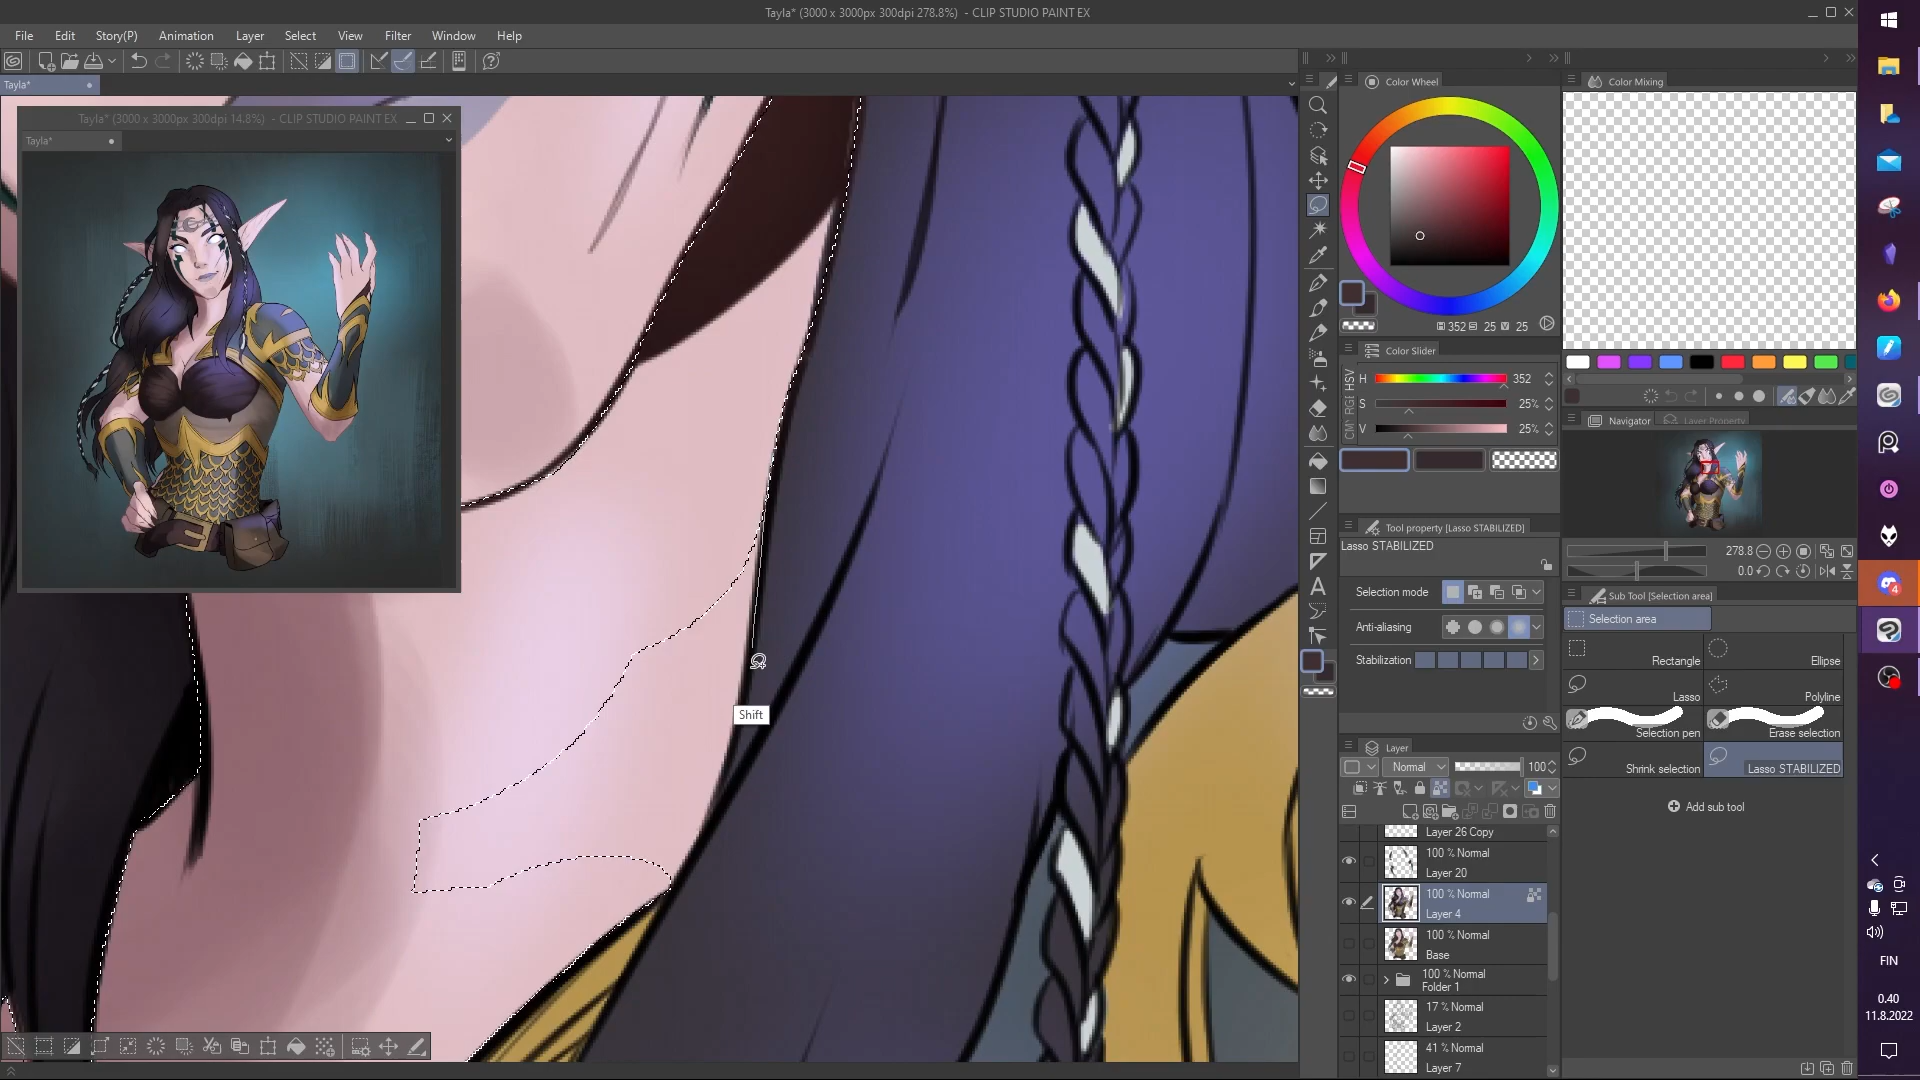 Tayla* (3000 x 3000px 300dpi 278.8%) - CLIP STUDIO PAINT EX
File Edit Story(P) Animation Layer Select View Filter Window Help
Tayla*
Tayla* (3000 x 3000px 300dpi 14.8%) - CLIP STUDIO PAINT EX
Tayla*
Shift
Color Wheel
352 25 V 25
Color Slider
HSV
RGB
CM
H 352
S 25%
V 25%
Tool property [Lasso STABILIZED]
Lasso STABILIZED
Selection mode
Anti-aliasing
Stabilization
Layer
Normal 100
Layer 26 Copy
100 % Normal
Layer 20
100 % Normal
Layer 4
100 % Normal
Base
100 % Normal
Folder 1
17 % Normal
Layer 2
41 % Normal
Layer 7
Color Mixing
Navigator Layer Property
278.8
0.0
Sub Tool [Selection area]
Selection area
Rectangle Ellipse
Lasso Polyline
Selection pen Erase selection
Shrink selection Lasso STABILIZED
Add sub tool
4
FIN
0.40
11.8.2022